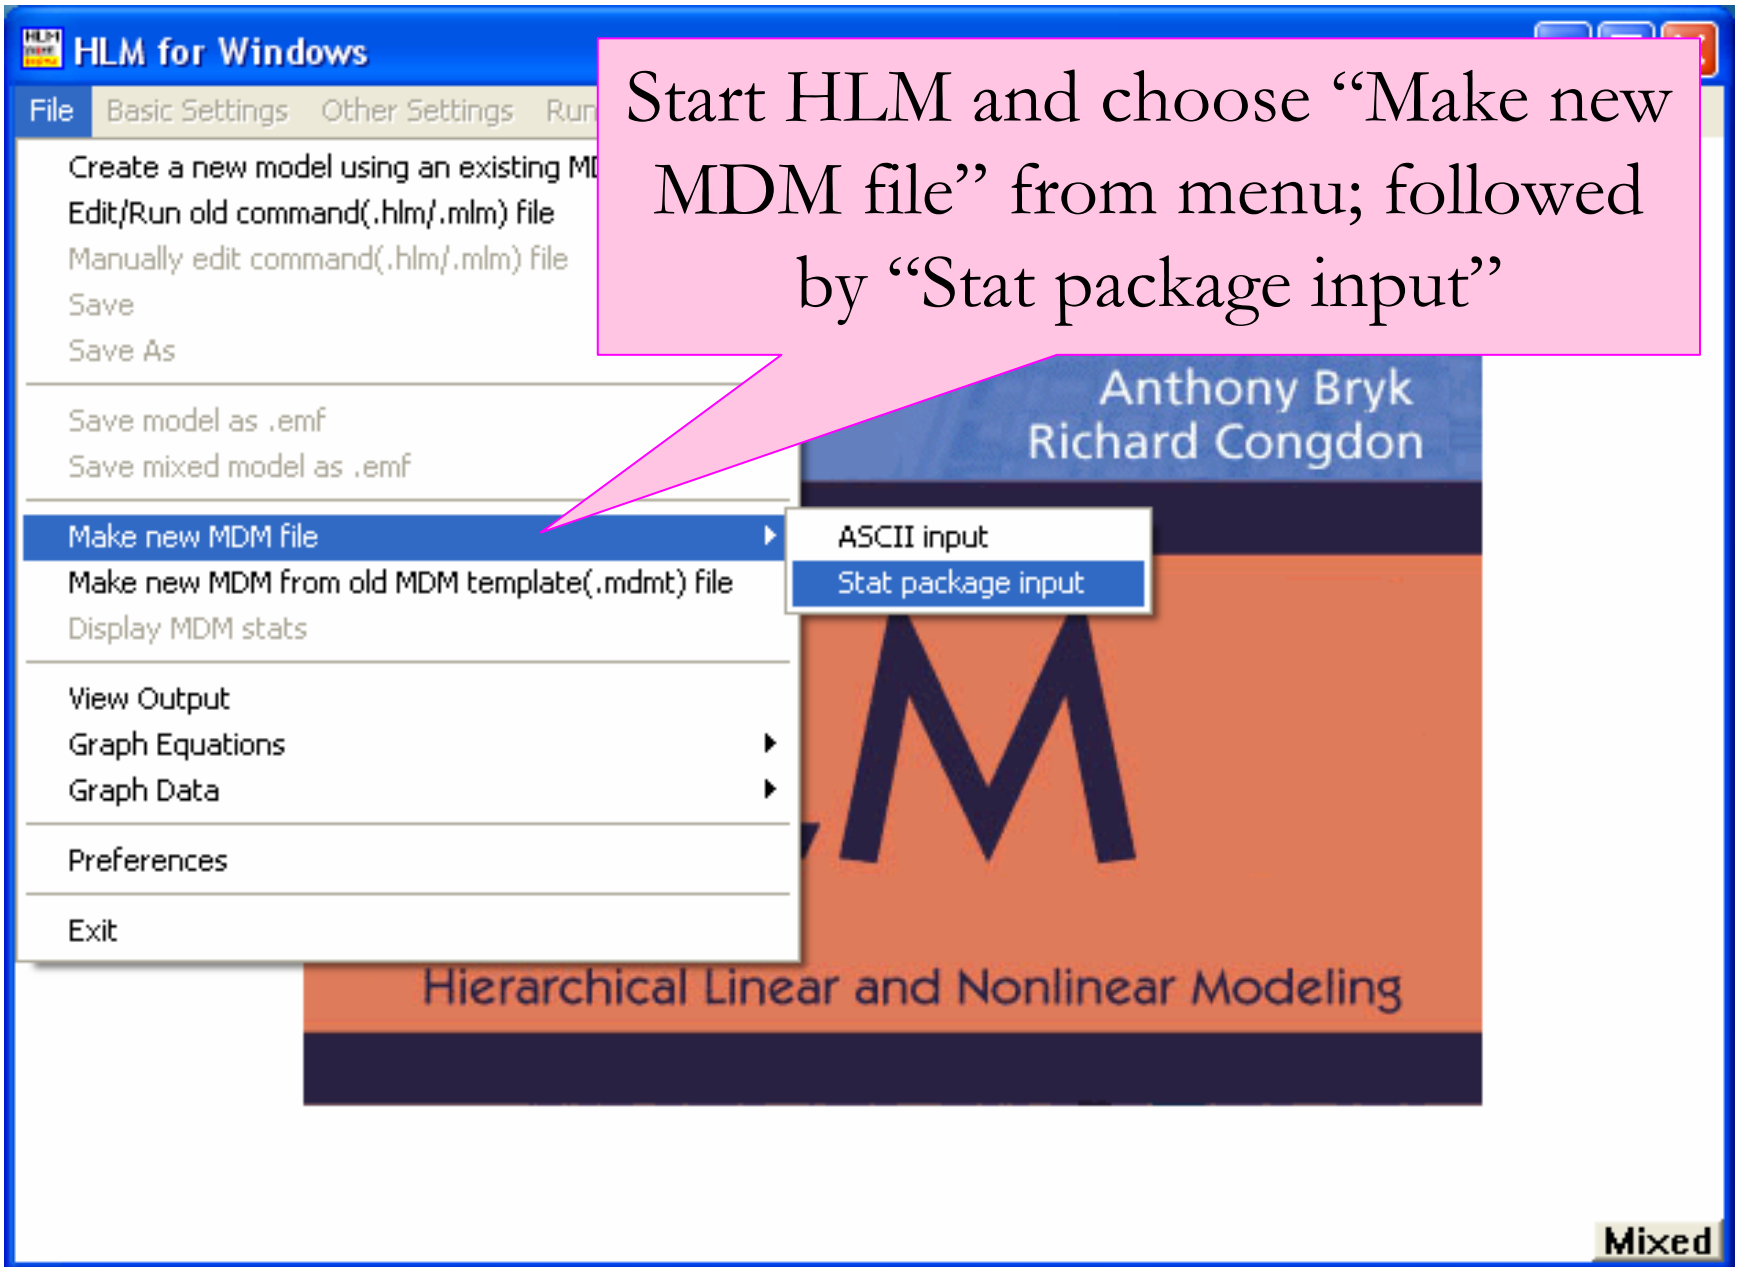 HLM for Windows
File Basic Settings Other Settings Run
Start HLM and choose “Make new
MDM file” from menu; followed
by “Stat package input”
Create a new model using an existing
Edit/Run old command(.hlm/.mlm) file
Manually edit command(.hlm/.mlm) file
Save
Save As
Save model as .emf
Save mixed model as .emf
Make new MDM file
Make new MDM from old MDM template(.mdmt) file
Display MDM stats
View Output
Graph Equations
Graph Data
Preferences
Exit
ASCII input
Stat package input
Anthony Bryk
Richard Congdon
M
Hierarchical Linear and Nonlinear Modeling
Mixed